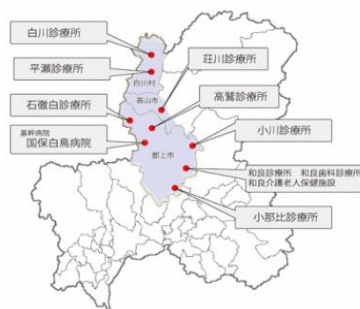 白川診療所
平瀬診療所
白川村
荘川診療所
高山市
石徹白診療所
高鷲診療所
基幹病院
国保白鳥病院
小川診療所
郡上市
和良診療所 和良歯科診療所
和良介護老人保健施設
小那比診療所